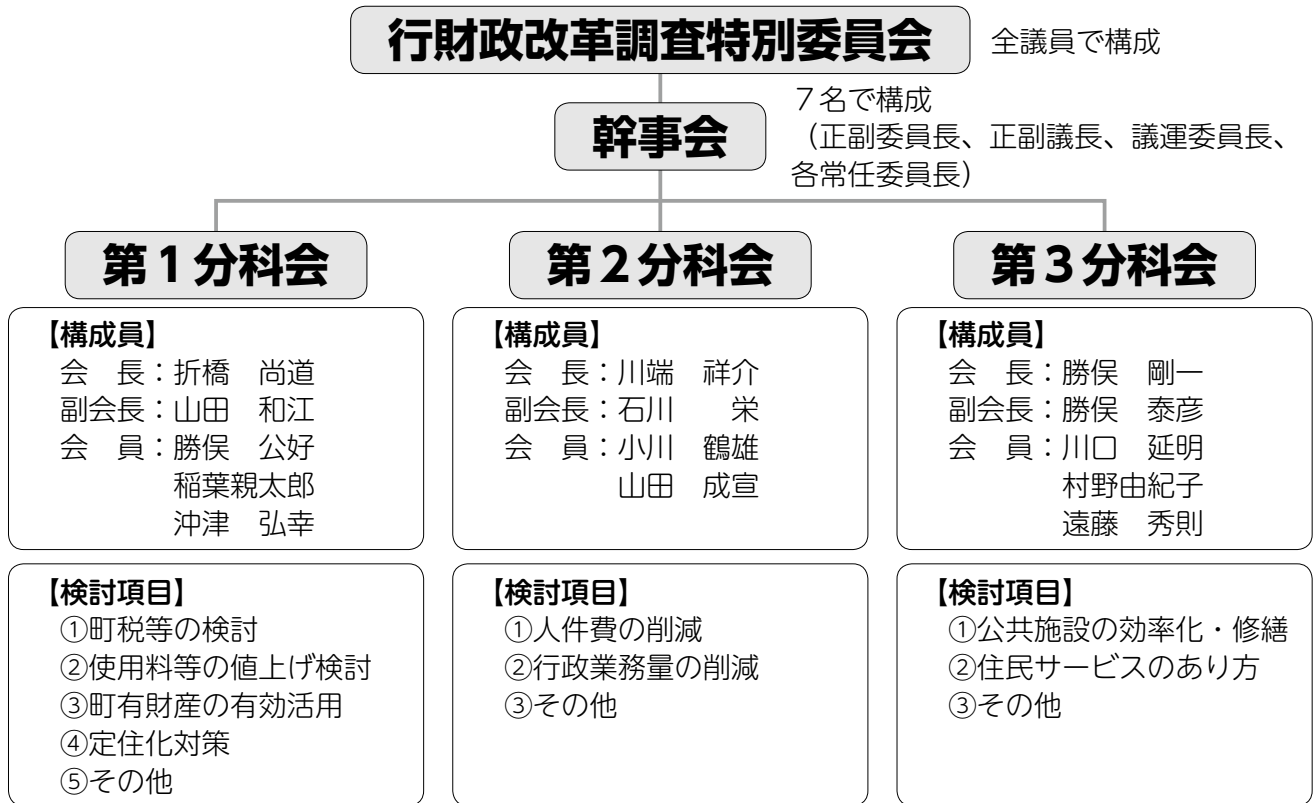 行財政改革調査特別委員会
全議員で構成
幹事会
７名で構成
（正副委員長、正副議長、議運委員長、
各常任委員長）
第１分科会
【構成員】
会　長：折橋　尚道
副会長：山田　和江
会　員：勝俣　公好
稲葉親太郎
沖津　弘幸
【検討項目】
①町税等の検討
②使用料等の値上げ検討
③町有財産の有効活用
④定住化対策
⑤その他
第２分科会
【構成員】
会　長：川端　祥介
副会長：石川　　栄
会　員：小川　鶴雄
山田　成宣
【検討項目】
①人件費の削減
②行政業務量の削減
③その他
第３分科会
【構成員】
会　長：勝俣　剛一
副会長：勝俣　泰彦
会　員：川口　延明
村野由紀子
遠藤　秀則
【検討項目】
①公共施設の効率化・修繕
②住民サービスのあり方
③その他